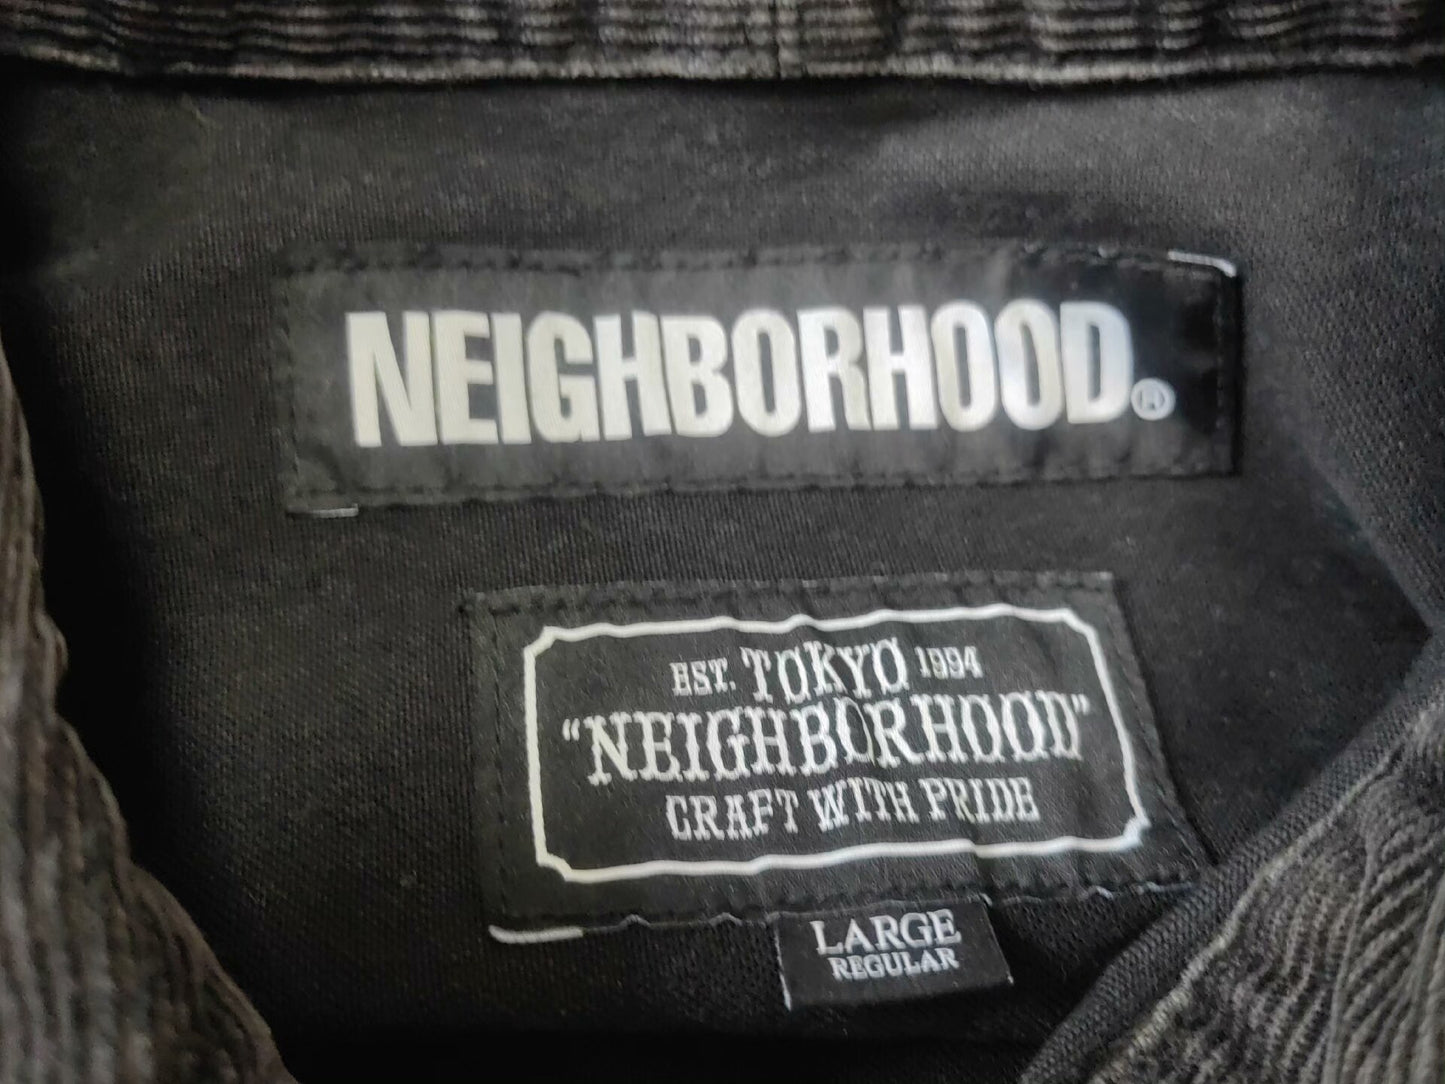 NEIGHBORHOOD®
EST. TOKYO 1994
"NEIGHBORHOOD"
CRAFT WITH PRIDE
LARGE
REGULAR